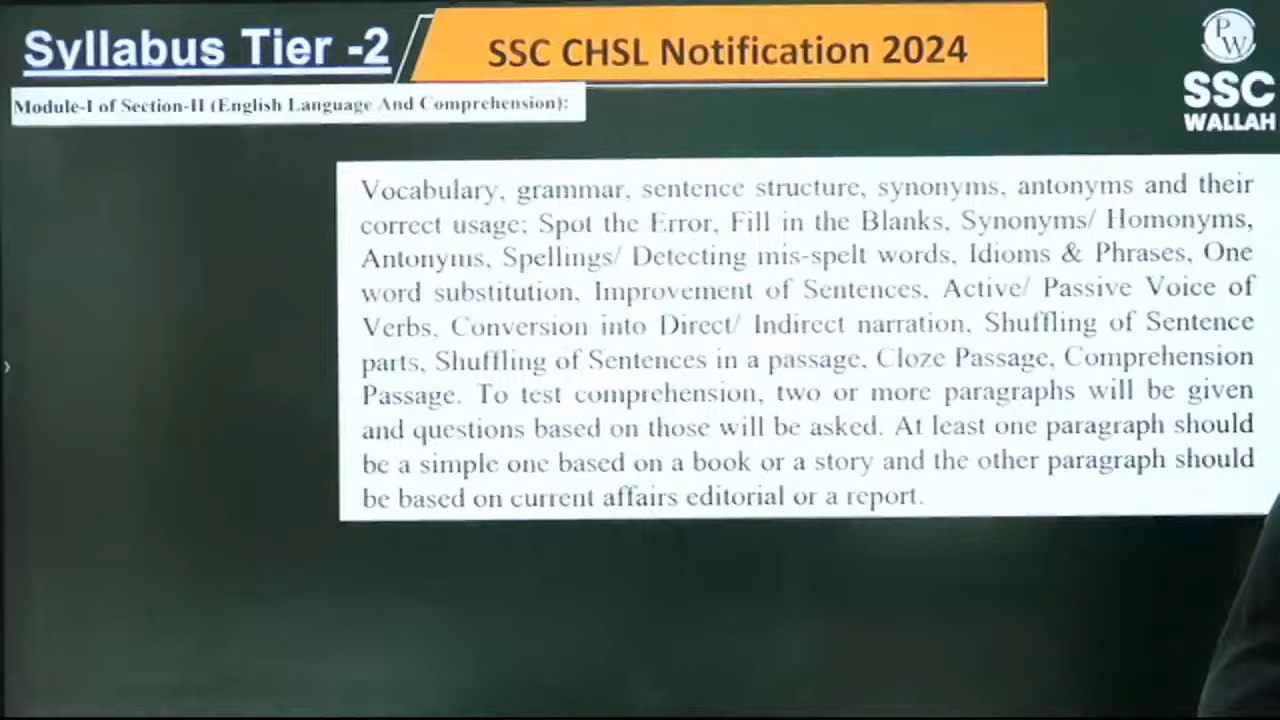 Syllabus Tier -2
SSC CHSL Notification 2024
PW
SSC
WALLAH
Module-I of Section-II (English Language And Comprehension):
Vocabulary, grammar, sentence structure, synonyms, antonyms and their
correct usage; Spot the Error, Fill in the Blanks, Synonyms/ Homonyms,
Antonyms, Spellings/ Detecting mis-spelt words, Idioms & Phrases, One
word substitution, Improvement of Sentences, Active/ Passive Voice of
Verbs, Conversion into Direct/ Indirect narration, Shuffling of Sentence
parts, Shuffling of Sentences in a passage, Cloze Passage, Comprehension
Passage. To test comprehension, two or more paragraphs will be given
and questions based on those will be asked. At least one paragraph should
be a simple one based on a book or a story and the other paragraph should
be based on current affairs editorial or a report.